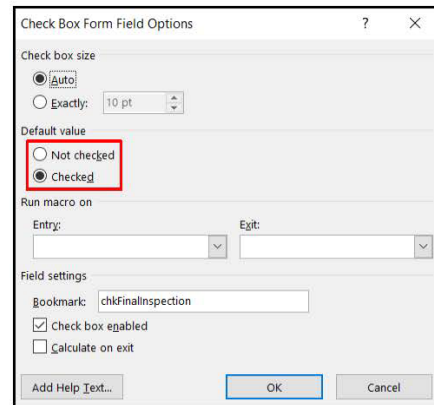 Check Box Form Field Options ? ×
Check box size
Auto
Exactly: 10 pt
Default value
Not checked
Checked
Run macro on
Entry: Exit:
Field settings
Bookmark: chkFinalInspection
Check box enabled
Calculate on exit
Add Help Text... OK Cancel